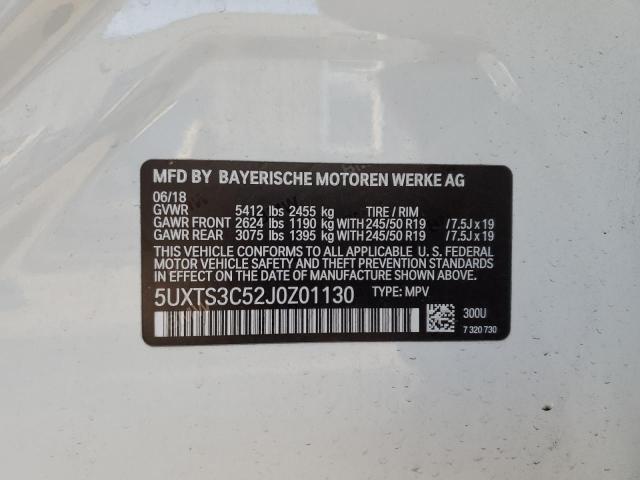 MFD BY BAYERISCHE MOTOREN WERKE AG
06/18
GVWR 5412 lbs 2455 kg TIRE / RIM
GAWR FRONT 2624 lbs 1190 kg WITH 245/50 R19 /7.5J x 19
GAWR REAR 3075 lbs 1395 kg WITH 245/50 R19 /7.5J x 19
THIS VEHICLE CONFORMS TO ALL APPLICABLE U. S. FEDERAL
MOTOR VEHICLE SAFETY AND THEFT PREVENTION STANDARDS
IN EFFECT ON THE DATE OF MANUFACTURE SHOWN ABOVE.
5UXTS3C52J0Z01130 TYPE: MPV
300U
7 320 730